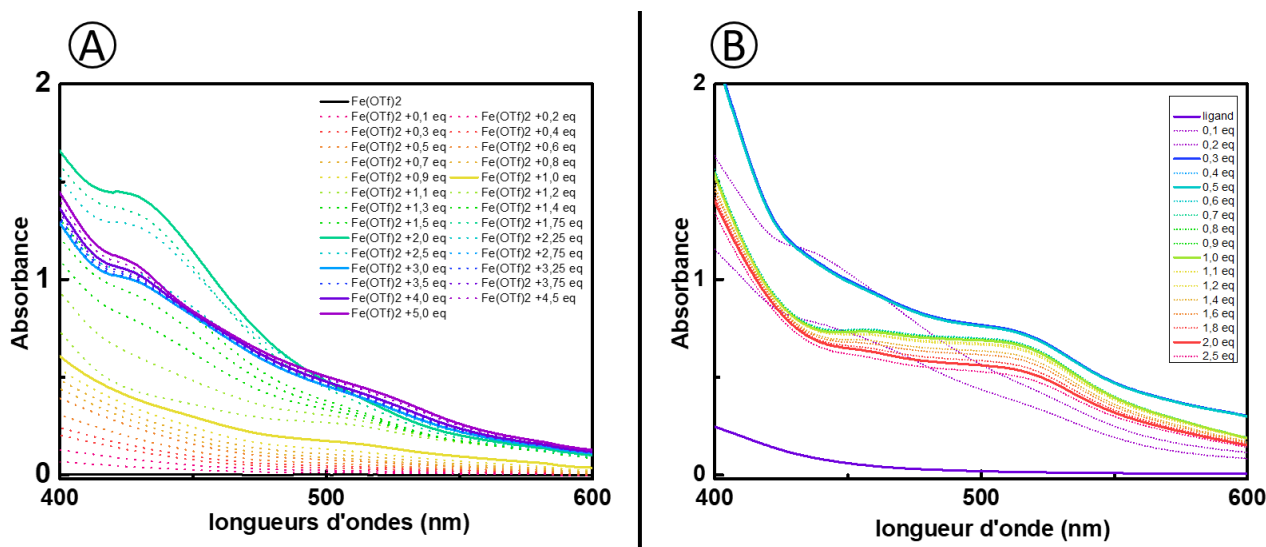 A
2
1
0
400
500
600
Absorbance
longueurs d'ondes (nm)
Fe(OTf)2
Fe(OTf)2 +0,1 eq Fe(OTf)2 +0,2 eq
Fe(OTf)2 +0,3 eq Fe(OTf)2 +0,4 eq
Fe(OTf)2 +0,5 eq Fe(OTf)2 +0,6 eq
Fe(OTf)2 +0,7 eq Fe(OTf)2 +0,8 eq
Fe(OTf)2 +0,9 eq Fe(OTf)2 +1,0 eq
Fe(OTf)2 +1,1 eq Fe(OTf)2 +1,2 eq
Fe(OTf)2 +1,3 eq Fe(OTf)2 +1,4 eq
Fe(OTf)2 +1,5 eq Fe(OTf)2 +1,75 eq
Fe(OTf)2 +2,0 eq Fe(OTf)2 +2,25 eq
Fe(OTf)2 +2,5 eq Fe(OTf)2 +2,75 eq
Fe(OTf)2 +3,0 eq Fe(OTf)2 +3,25 eq
Fe(OTf)2 +3,5 eq Fe(OTf)2 +3,75 eq
Fe(OTf)2 +4,0 eq Fe(OTf)2 +4,5 eq
Fe(OTf)2 +5,0 eq
B
2
1
0
400
500
600
Absorbance
longueur d'onde (nm)
ligand
0,1 eq
0,2 eq
0,3 eq
0,4 eq
0,5 eq
0,6 eq
0,7 eq
0,8 eq
0,9 eq
1,0 eq
1,1 eq
1,2 eq
1,4 eq
1,6 eq
1,8 eq
2,0 eq
2,5 eq